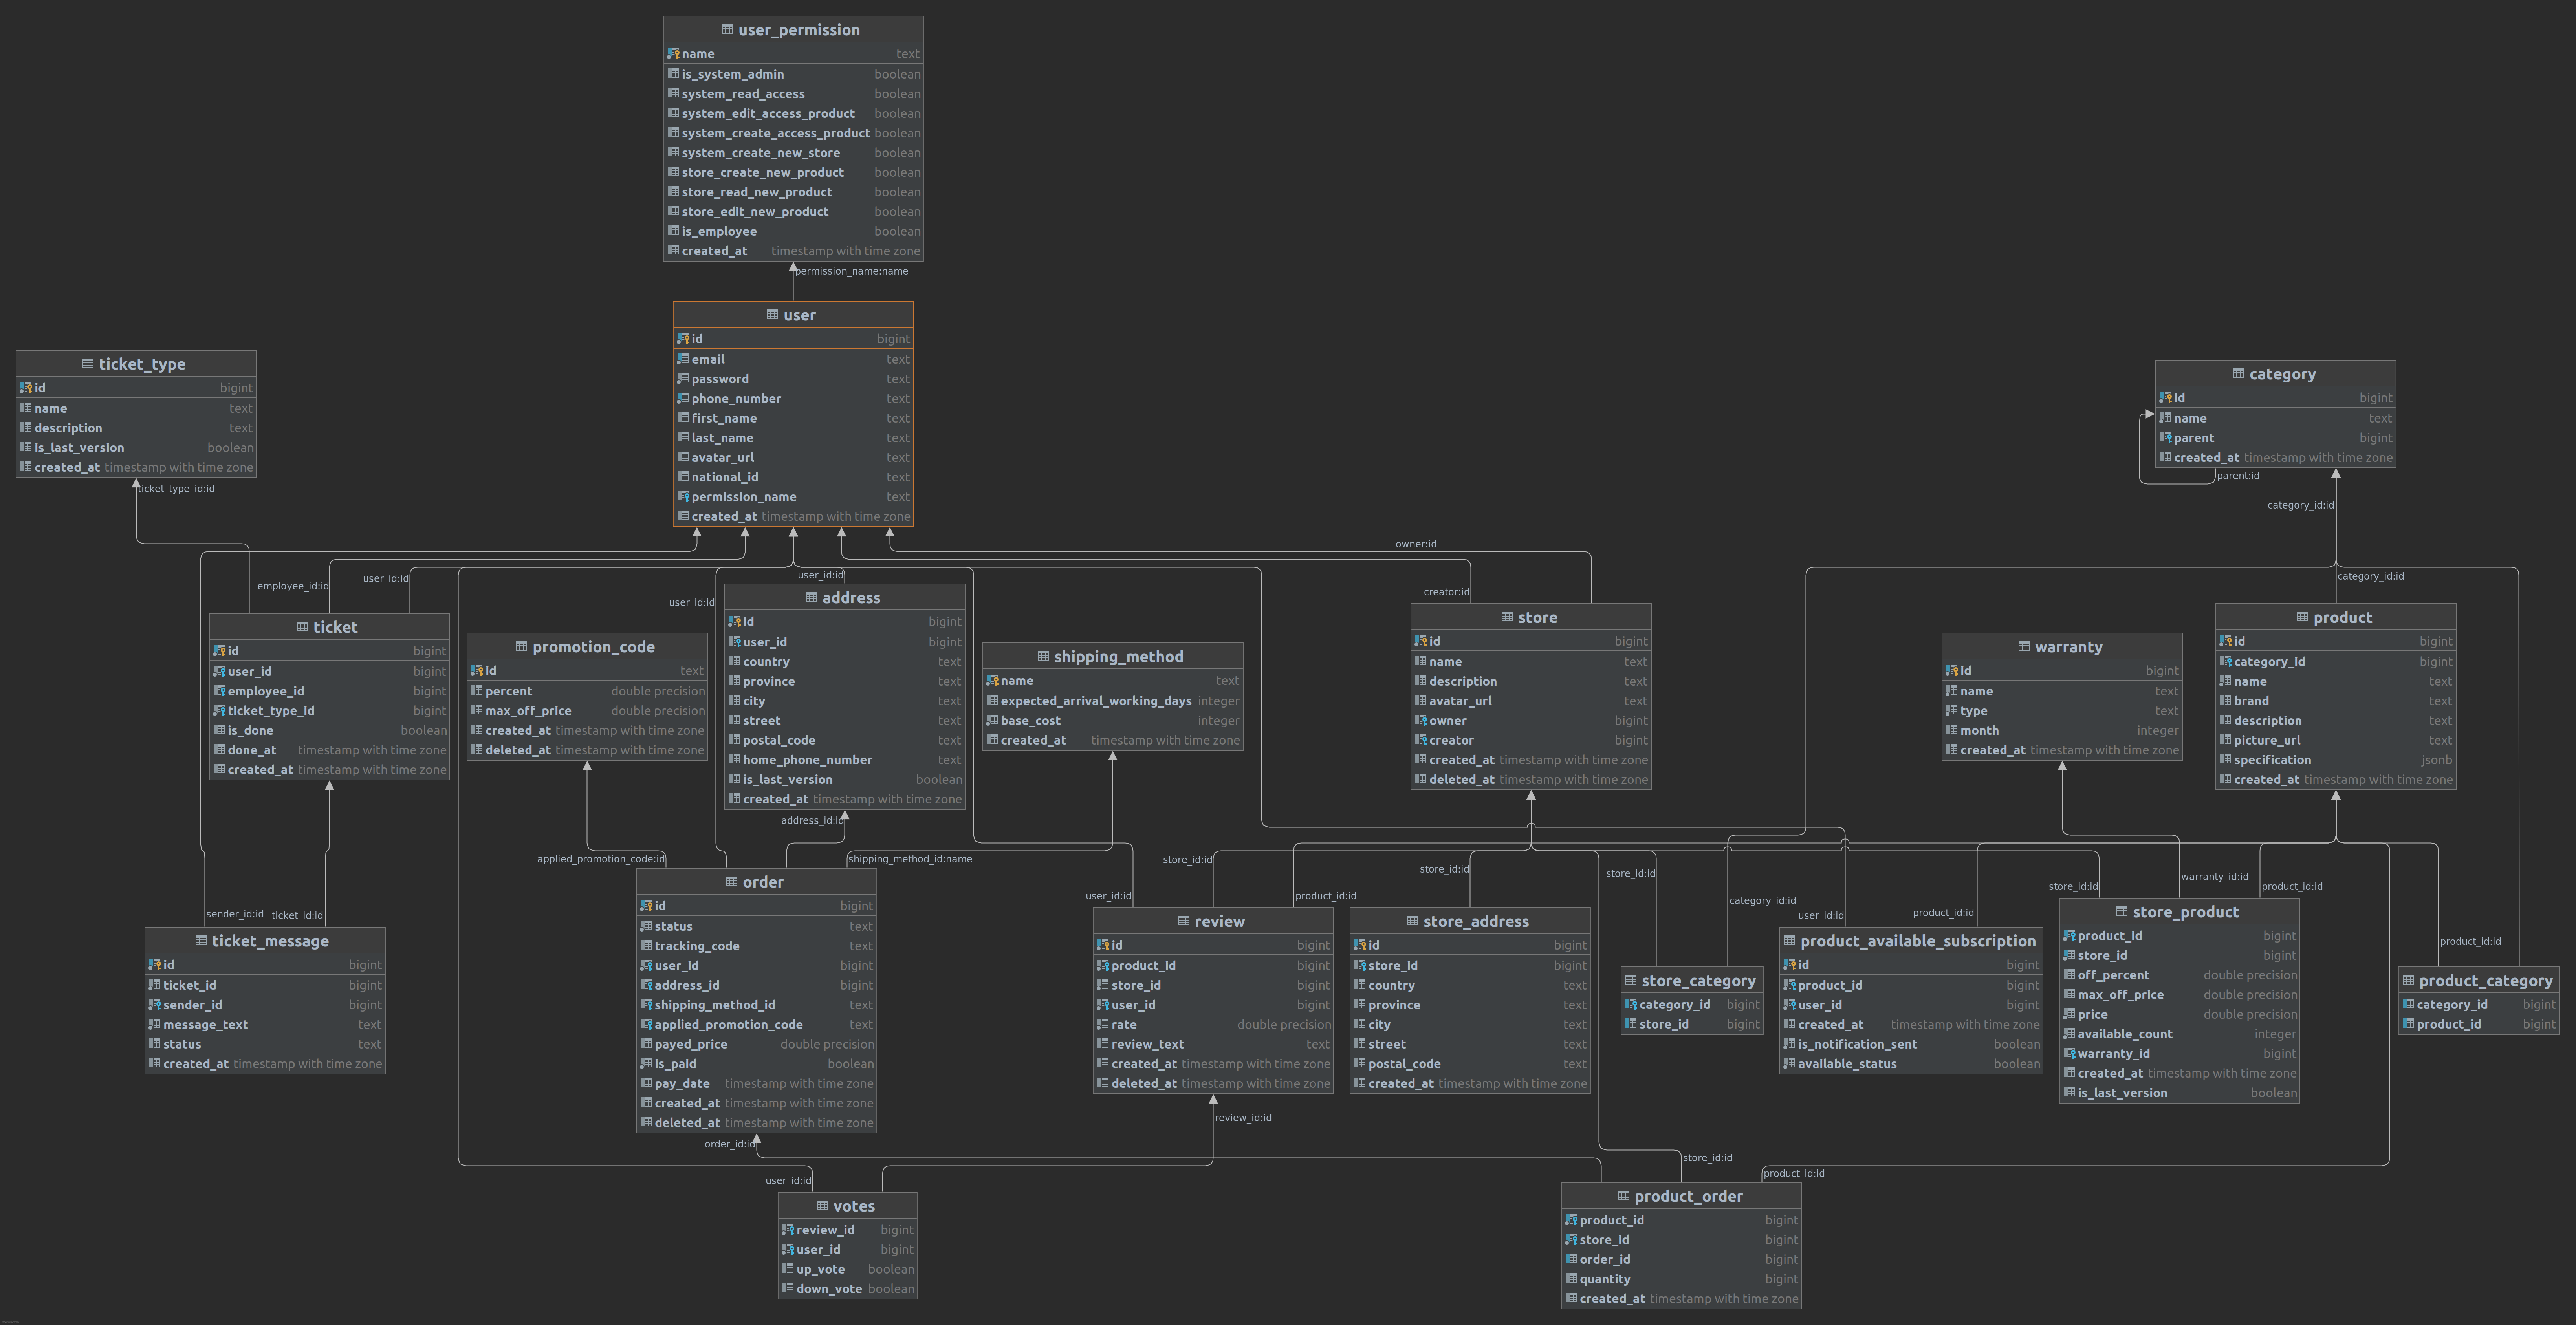 user_permission
name text
is_system_admin boolean
system_read_access boolean
system_edit_access_product boolean
system_create_access_product boolean
system_create_new_store boolean
store_create_new_product boolean
store_read_new_product boolean
store_edit_new_product boolean
is_employee boolean
created_at timestamp with time zone
permission_name:name
user
id bigint
email text
password text
phone_number text
first_name text
last_name text
avatar_url text
national_id text
permission_name text
created_at timestamp with time zone
ticket_type
id bigint
name text
description text
is_last_version boolean
created_at timestamp with time zone
ticket_type_id:id
category
id bigint
name text
parent bigint
created_at timestamp with time zone
parent:id
category_id:id
owner:id
employee_id:id
user_id:id
user_id:id
user_id:id
creator:id
category_id:id
ticket
id bigint
user_id bigint
employee_id bigint
ticket_type_id bigint
is_done boolean
done_at timestamp with time zone
created_at timestamp with time zone
promotion_code
id text
percent double precision
max_off_price double precision
created_at timestamp with time zone
deleted_at timestamp with time zone
address
id bigint
user_id bigint
country text
province text
city text
street text
postal_code text
home_phone_number text
is_last_version boolean
created_at timestamp with time zone
address_id:id
shipping_method
name text
expected_arrival_working_days integer
base_cost integer
created_at timestamp with time zone
store
id bigint
name text
description text
avatar_url text
owner bigint
creator bigint
created_at timestamp with time zone
deleted_at timestamp with time zone
warranty
id bigint
name text
type text
month integer
created_at timestamp with time zone
product
id bigint
category_id bigint
name text
brand text
description text
picture_url text
specification jsonb
created_at timestamp with time zone
applied_promotion_code:id
shipping_method_id:name
store_id:id
user_id:id
product_id:id
store_id:id
store_id:id
category_id:id
user_id:id
product_id:id
store_id:id
warranty_id:id
product_id:id
product_id:id
sender_id:id
ticket_id:id
ticket_message
id bigint
ticket_id bigint
sender_id bigint
message_text text
status text
created_at timestamp with time zone
order
id bigint
status text
tracking_code text
user_id bigint
address_id bigint
shipping_method_id text
applied_promotion_code text
payed_price double precision
is_paid boolean
pay_date timestamp with time zone
created_at timestamp with time zone
deleted_at timestamp with time zone
order_id:id
review
id bigint
product_id bigint
store_id bigint
user_id bigint
rate double precision
review_text text
created_at timestamp with time zone
deleted_at timestamp with time zone
review_id:id
store_address
id bigint
store_id bigint
country text
province text
city text
street text
postal_code text
created_at timestamp with time zone
store_category
category_id bigint
store_id bigint
product_available_subscription
id bigint
product_id bigint
user_id bigint
created_at timestamp with time zone
is_notification_sent boolean
available_status boolean
store_product
product_id bigint
store_id bigint
off_percent double precision
max_off_price double precision
price double precision
available_count integer
warranty_id bigint
created_at timestamp with time zone
is_last_version boolean
product_category
category_id bigint
product_id bigint
user_id:id
store_id:id
product_id:id
votes
review_id bigint
user_id bigint
up_vote boolean
down_vote boolean
product_order
product_id bigint
store_id bigint
order_id bigint
quantity bigint
created_at timestamp with time zone